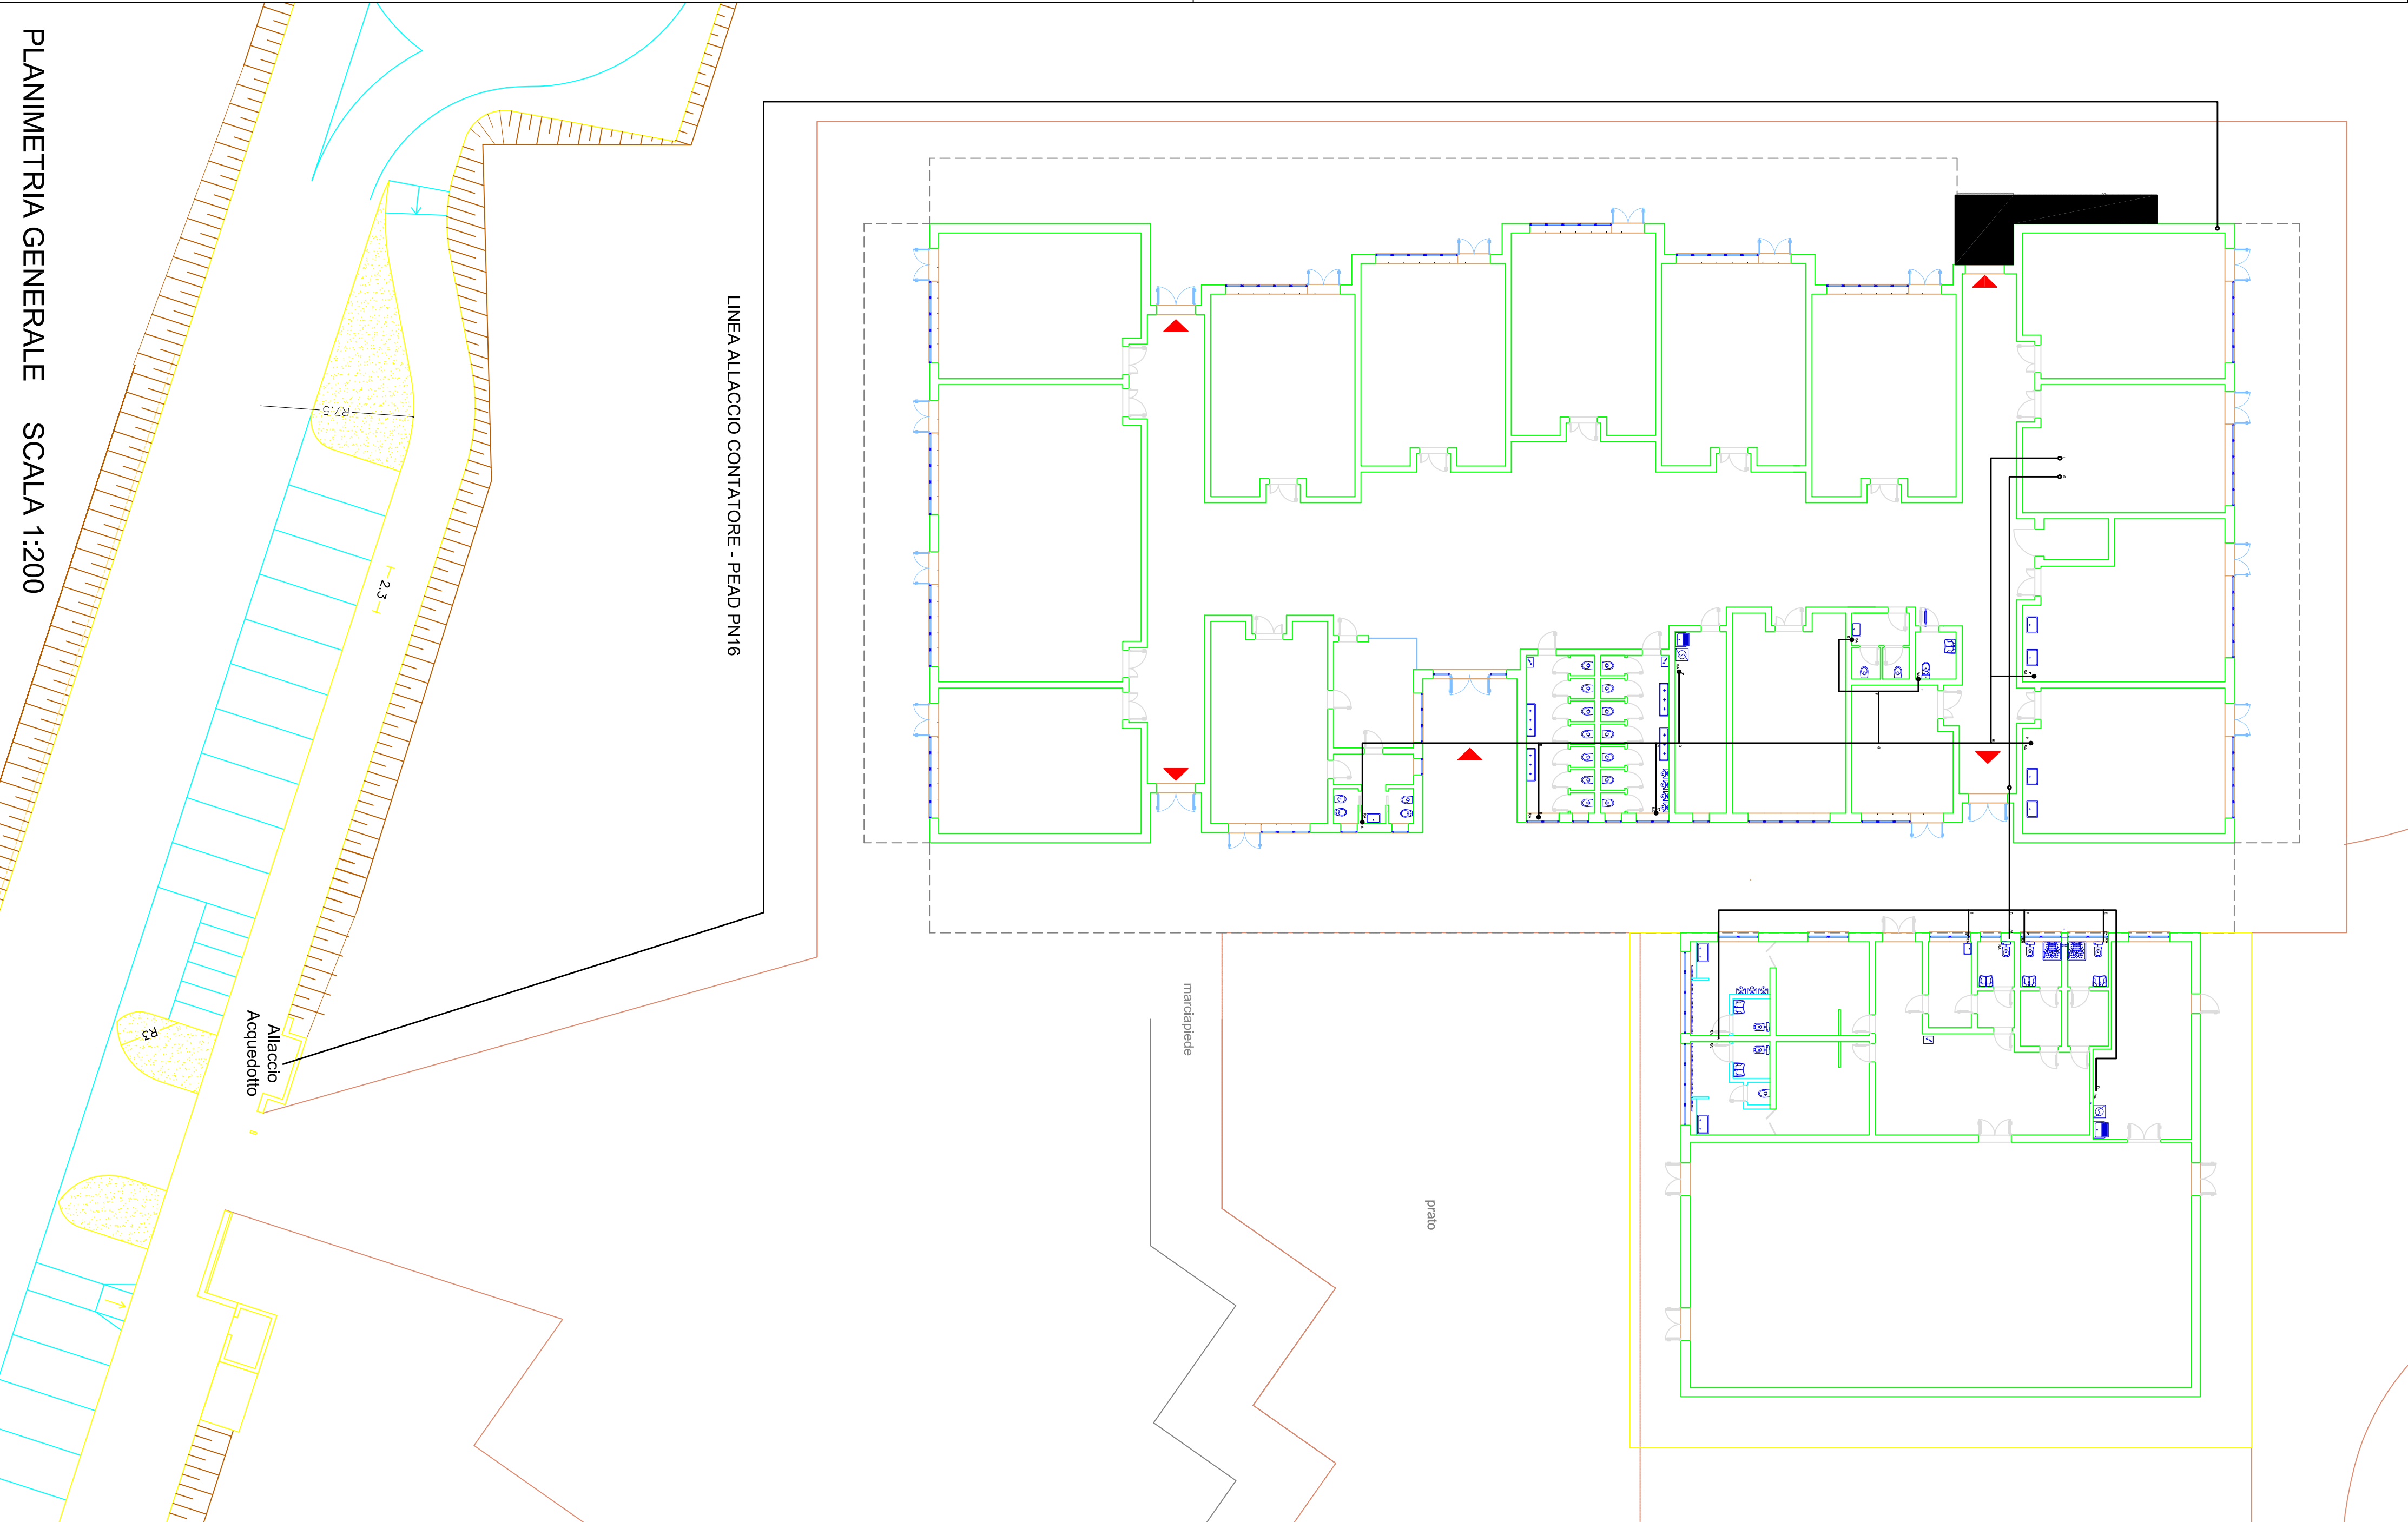 PLANIMETRIA GENERALE SCALA 1:200
LINEA ALLACCIO CONTATORE - PEAD PN16
R7.5
2.3
R3
Allaccio
Acquedotto
marciapiede
prato